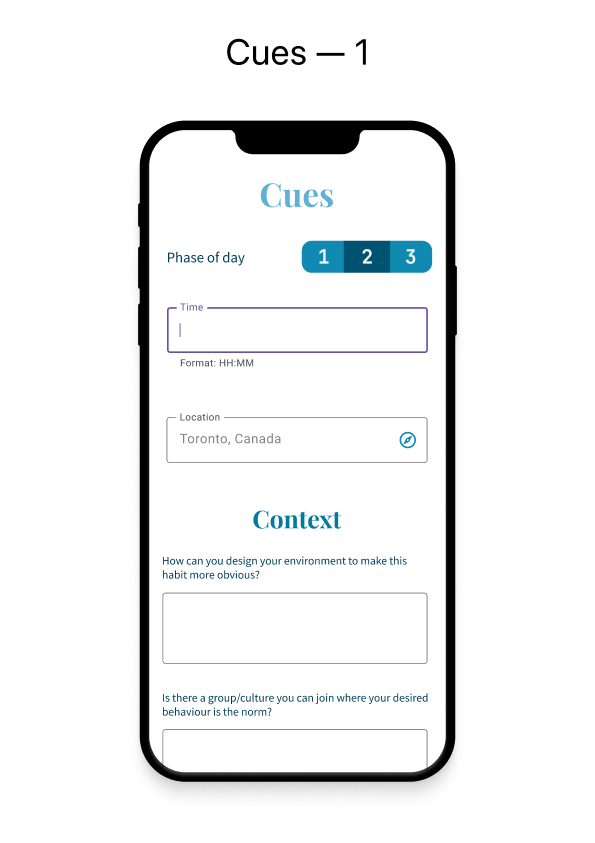 Cues — 1
Cues
Phase of day
1 2 3
Time
Format: HH:MM
Location
Toronto, Canada
Context
How can you design your environment to make this
habit more obvious?
Is there a group/culture you can join where your desired
behaviour is the norm?